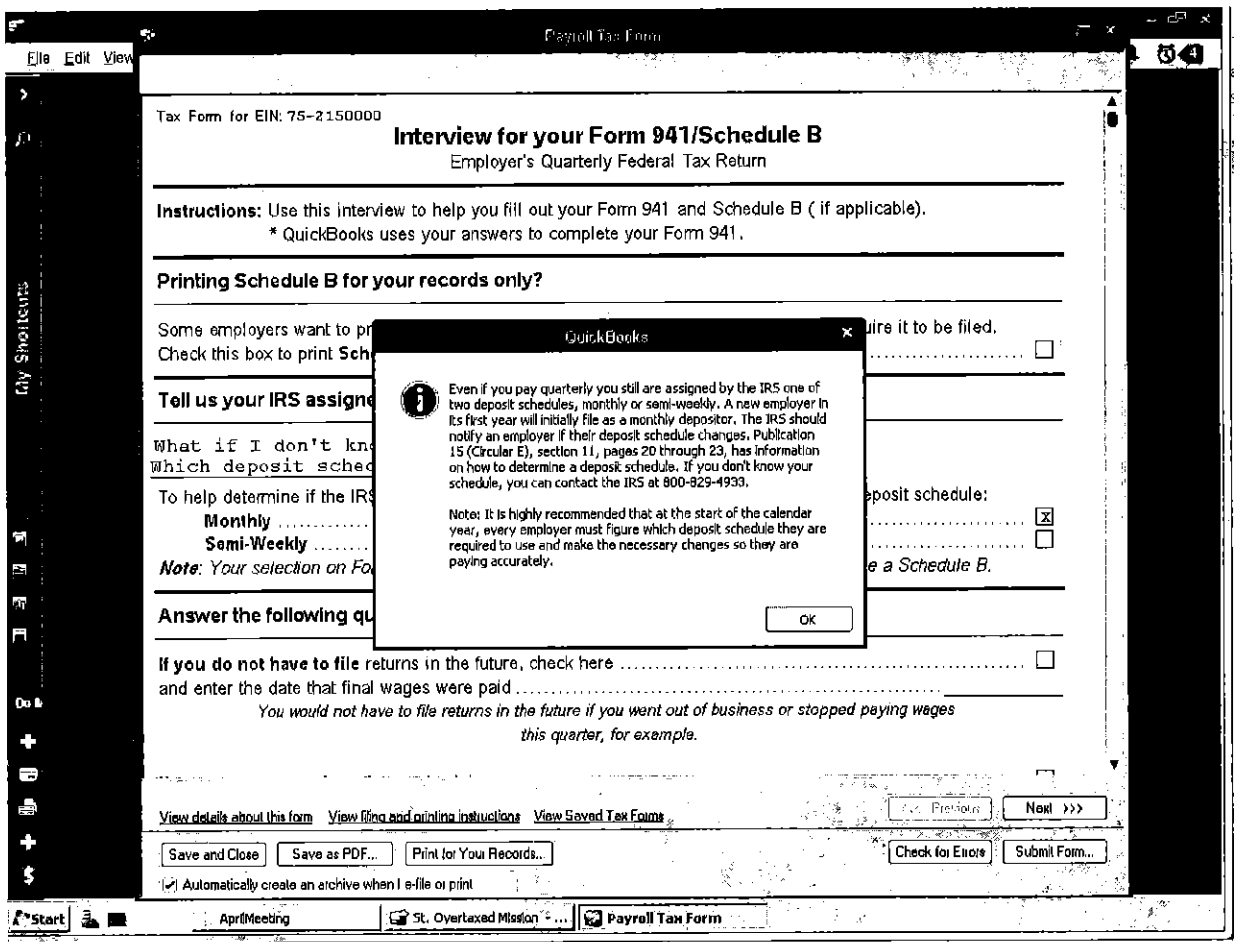 Payroll Tax Form
File Edit View
4
Tax Form for EIN: 75-2150000
Interview for your Form 941/Schedule B
Employer's Quarterly Federal Tax Return
Instructions: Use this interview to help you fill out your Form 941 and Schedule B ( if applicable).
* QuickBooks uses your answers to complete your Form 941.
Printing Schedule B for your records only?
Some employers want to pr
uire it to be filed.
Check this box to print Sch
My Shortcuts
Tell us your IRS assigne
What if I don't kn
Which deposit sched
To help determine if the IRS
eposit schedule:
Monthly
X
Semi-Weekly
Note: Your selection on Fo
e a Schedule B.
Answer the following qu
QuickBooks
Even if you pay quarterly you still are assigned by the IRS one of
two deposit schedules, monthly or semi-weekly. A new employer in
its first year will initially file as a monthly depositor. The IRS should
notify an employer if their deposit schedule changes. Publication
15 (Circular E), section 11, pages 20 through 23, has information
on how to determine a deposit schedule. If you don't know your
schedule, you can contact the IRS at 800-829-4933.
Note: It is highly recommended that at the start of the calendar
year, every employer must figure which deposit schedule they are
required to use and make the necessary changes so they are
paying accurately.
OK
If you do not have to file returns in the future, check here
and enter the date that final wages were paid
You would not have to file returns in the future if you went out of business or stopped paying wages
this quarter, for example.
Do
View details about this form View filing and printing instructions View Saved Tax Forms
<<< Previous Next >>>
Save and Close Save as PDF... Print for Your Records... Check for Errors Submit Form...
Automatically create an archive when I e-file or print
Start AprilMeeting St. Overtaxed Mission - ... Payroll Tax Form